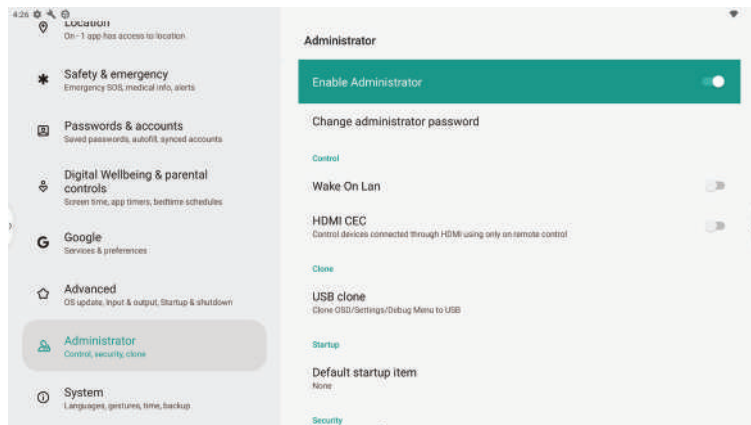 4:26
Location
On - 1 app has access to location
Safety & emergency
Emergency SOS, medical info, alerts
Passwords & accounts
Saved passwords, autofill, synced accounts
Digital Wellbeing & parental
controls
Screen time, app timers, bedtime schedules
Google
Services & preferences
Advanced
OS update, Input & output, Startup & shutdown
Administrator
Control, security, clone
System
Languages, gestures, time, backup
Administrator
Enable Administrator
Change administrator password
Control
Wake On Lan
HDMI CEC
Control devices connected through HDMI using only on remote control
Clone
USB clone
Clone OSD/Settings/Debug Menu to USB
Startup
Default startup item
None
Security